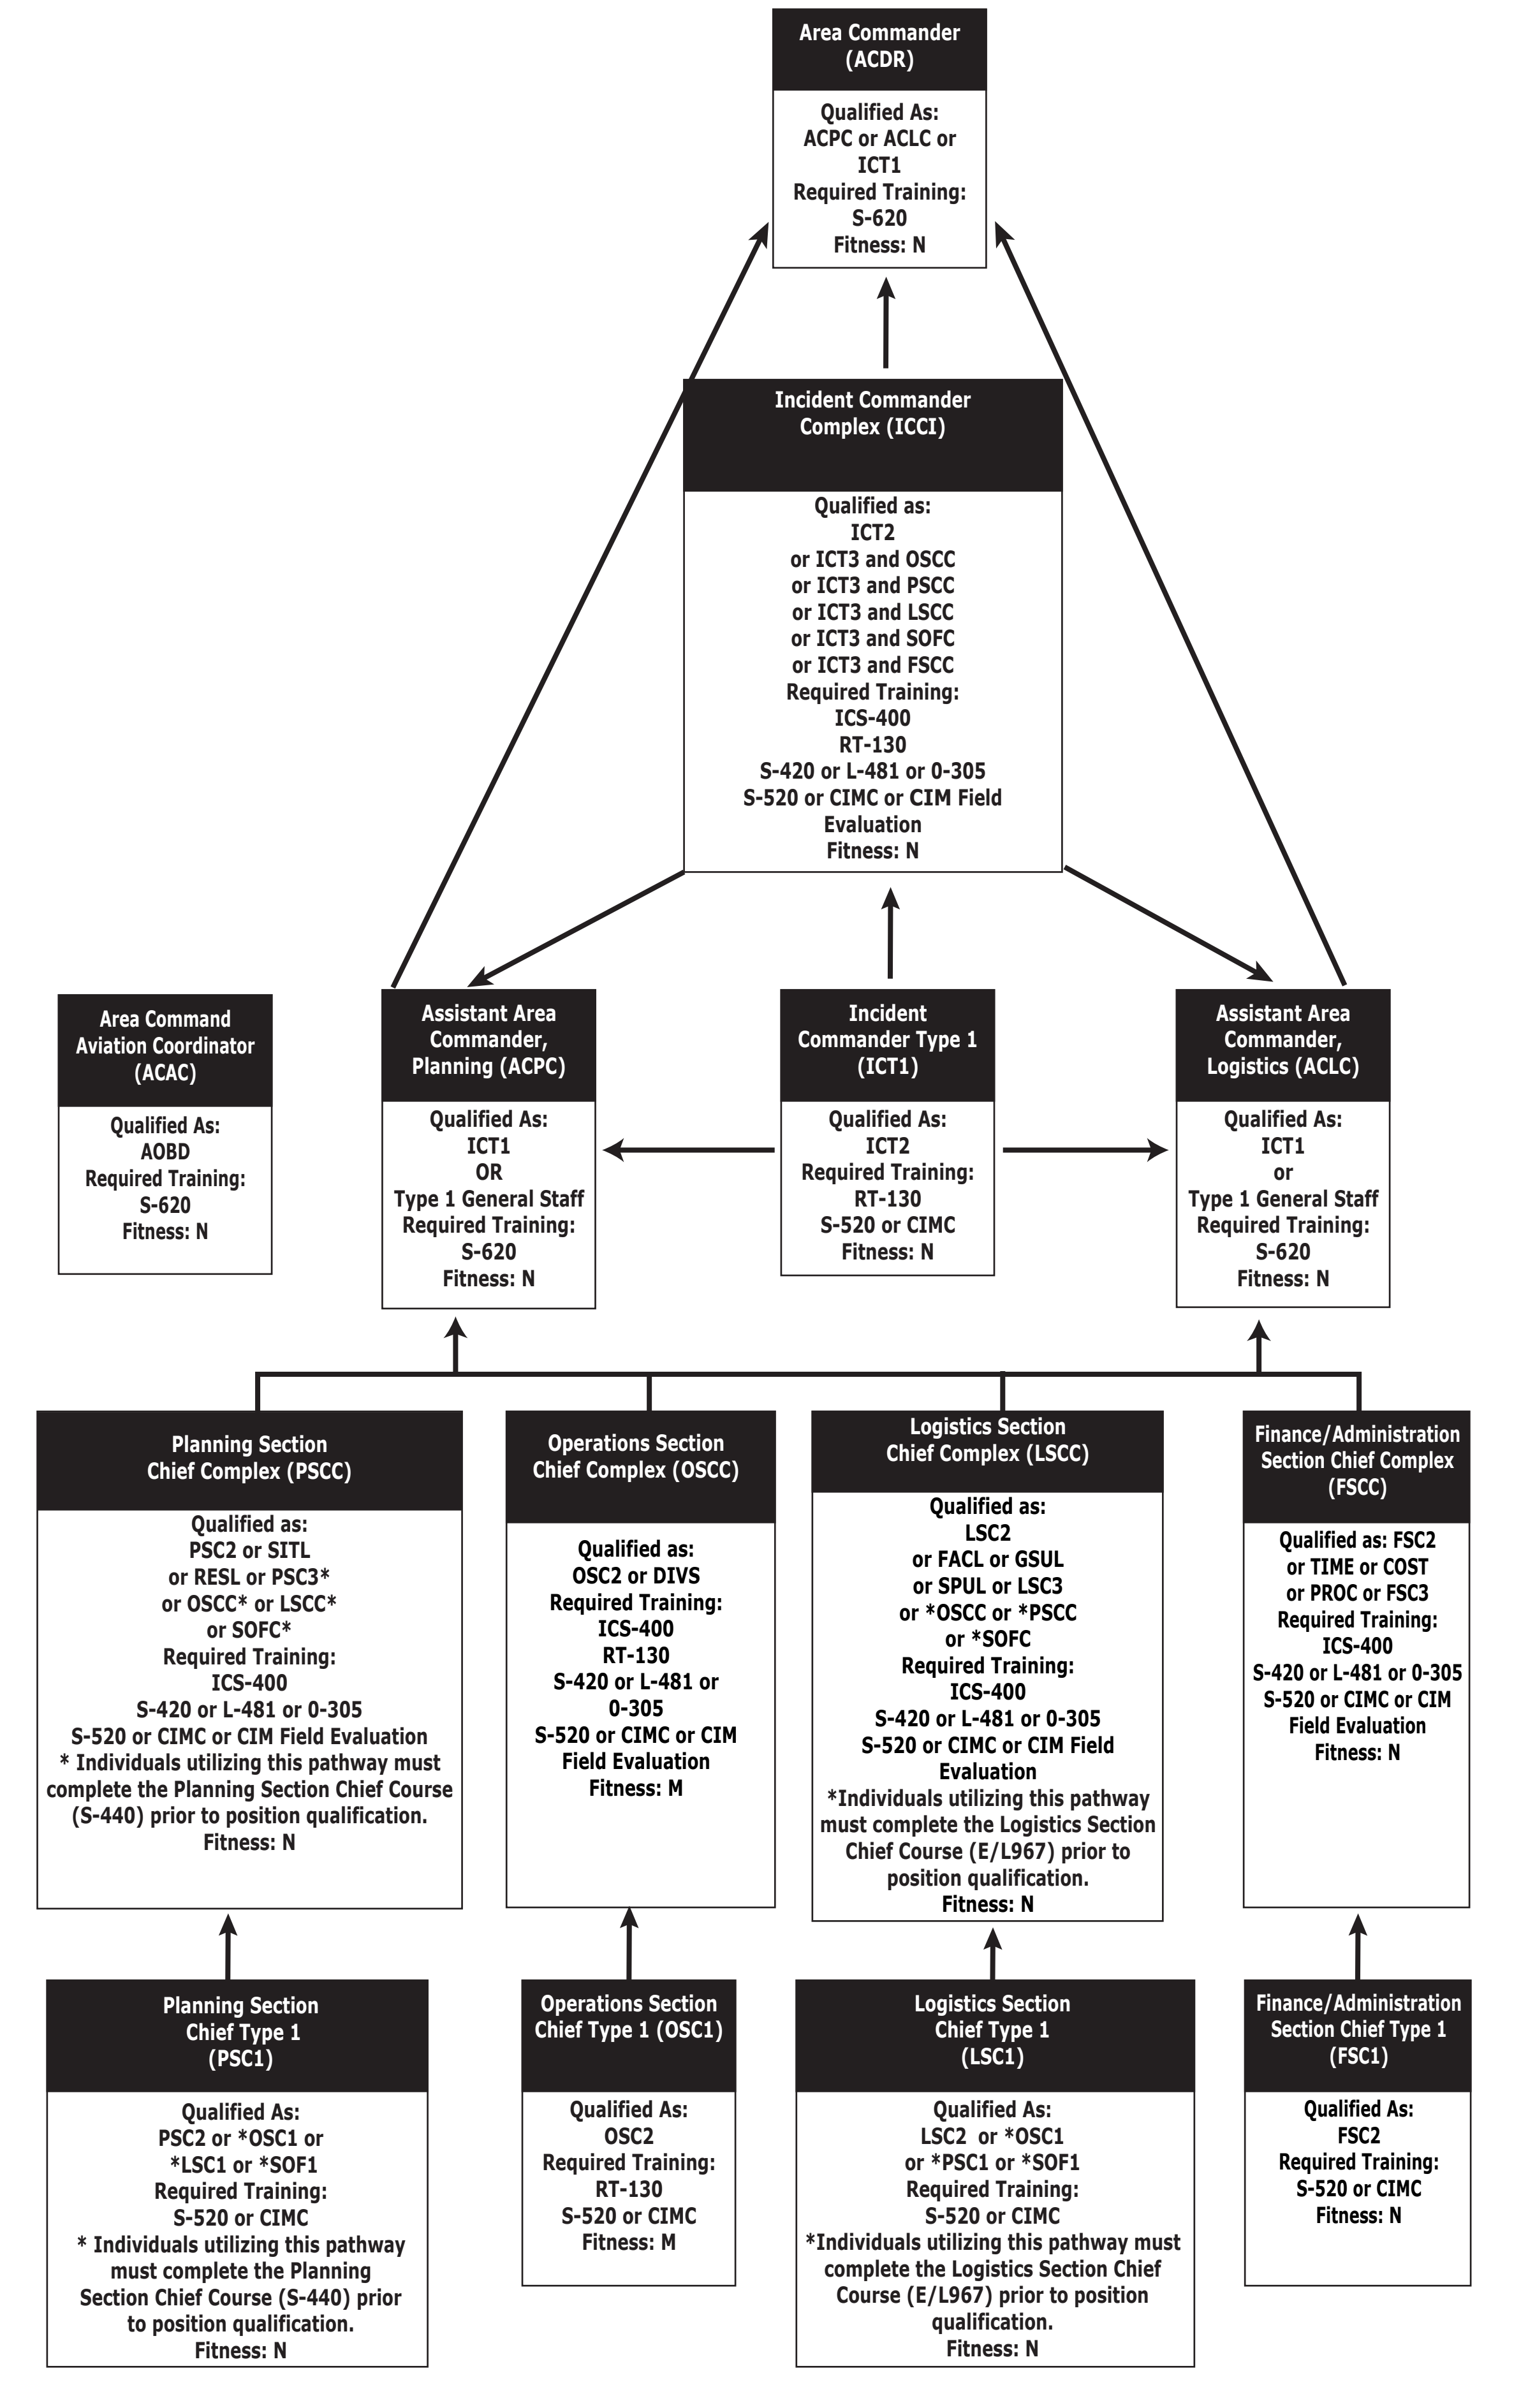 Area Commander
(ACDR)
Qualified As:
ACPC or ACLC or
ICT1
Required Training:
S-620
Fitness: N
Incident Commander
Complex (ICCI)
Qualified as:
ICT2
or ICT3 and OSCC
or ICT3 and PSCC
or ICT3 and LSCC
or ICT3 and SOFC
or ICT3 and FSCC
Required Training:
ICS-400
RT-130
S-420 or L-481 or 0-305
S-520 or CIMC or CIM Field
Evaluation
Fitness: N
Area Command
Aviation Coordinator
(ACAC)
Qualified As:
AOBD
Required Training:
S-620
Fitness: N
Assistant Area
Commander,
Planning (ACPC)
Qualified As:
ICT1
OR
Type 1 General Staff
Required Training:
S-620
Fitness: N
Incident
Commander Type 1
(ICT1)
Qualified As:
ICT2
Required Training:
RT-130
S-520 or CIMC
Fitness: N
Assistant Area
Commander,
Logistics (ACLC)
Qualified As:
ICT1
or
Type 1 General Staff
Required Training:
S-620
Fitness: N
Planning Section
Chief Complex (PSCC)
Qualified as:
PSC2 or SITL
or RESL or PSC3*
or OSCC* or LSCC*
or SOFC*
Required Training:
ICS-400
S-420 or L-481 or 0-305
S-520 or CIMC or CIM Field Evaluation
* Individuals utilizing this pathway must
complete the Planning Section Chief Course
(S-440) prior to position qualification.
Fitness: N
Operations Section
Chief Complex (OSCC)
Qualified as:
OSC2 or DIVS
Required Training:
ICS-400
RT-130
S-420 or L-481 or
0-305
S-520 or CIMC or CIM
Field Evaluation
Fitness: M
Logistics Section
Chief Complex (LSCC)
Qualified as:
LSC2
or FACL or GSUL
or SPUL or LSC3
or *OSCC or *PSCC
or *SOFC
Required Training:
ICS-400
S-420 or L-481 or 0-305
S-520 or CIMC or CIM Field
Evaluation
*Individuals utilizing this pathway
must complete the Logistics Section
Chief Course (E/L967) prior to
position qualification.
Fitness: N
Finance/Administration
Section Chief Complex
(FSCC)
Qualified as: FSC2
or TIME or COST
or PROC or FSC3
Required Training:
ICS-400
S-420 or L-481 or 0-305
S-520 or CIMC or CIM
Field Evaluation
Fitness: N
Planning Section
Chief Type 1
(PSC1)
Qualified As:
PSC2 or *OSC1 or
*LSC1 or *SOF1
Required Training:
S-520 or CIMC
* Individuals utilizing this pathway
must complete the Planning
Section Chief Course (S-440) prior
to position qualification.
Fitness: N
Operations Section
Chief Type 1 (OSC1)
Qualified As:
OSC2
Required Training:
RT-130
S-520 or CIMC
Fitness: M
Logistics Section
Chief Type 1
(LSC1)
Qualified As:
LSC2 or *OSC1
or *PSC1 or *SOF1
Required Training:
S-520 or CIMC
*Individuals utilizing this pathway must
complete the Logistics Section Chief
Course (E/L967) prior to position
qualification.
Fitness: N
Finance/Administration
Section Chief Type 1
(FSC1)
Qualified As:
FSC2
Required Training:
S-520 or CIMC
Fitness: N